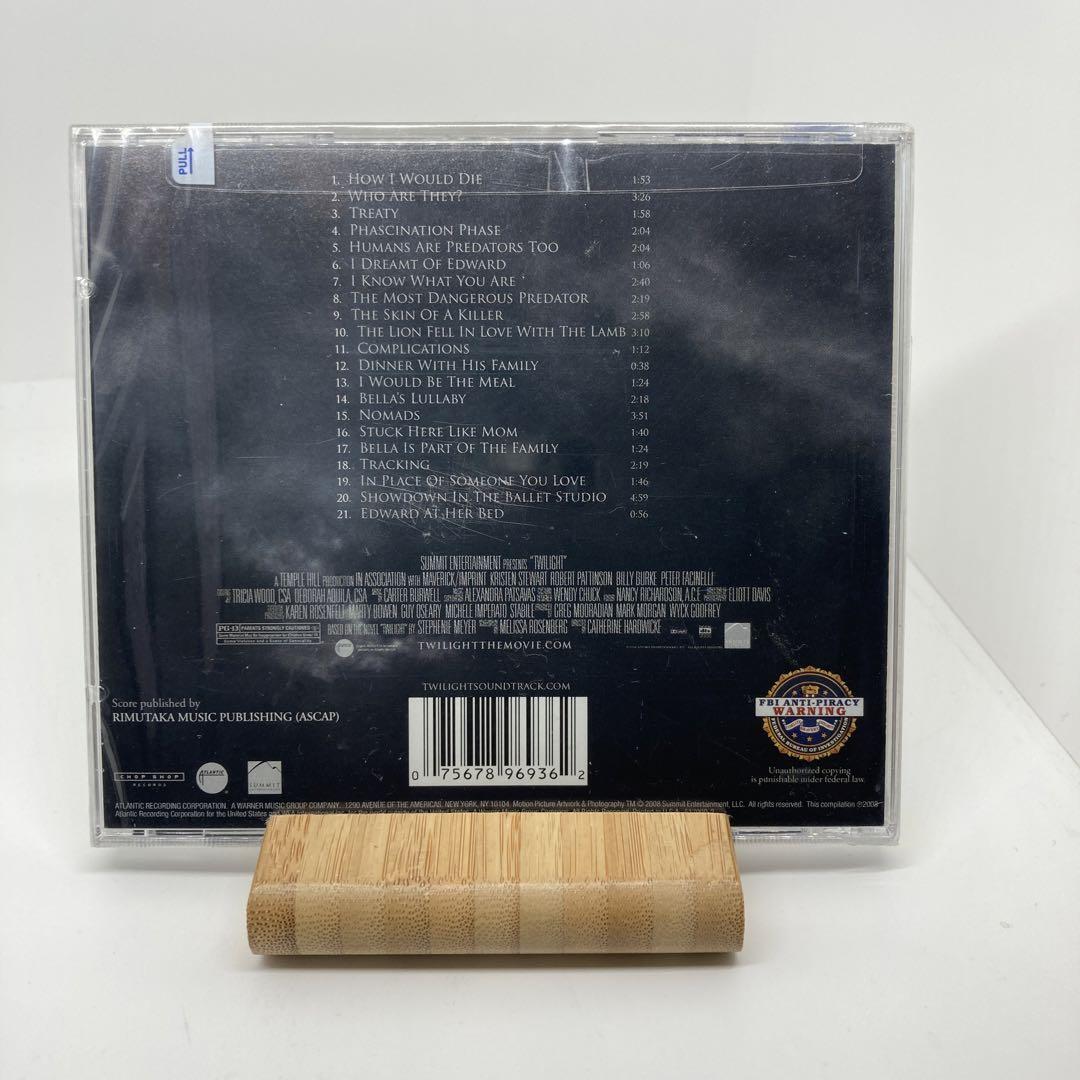 PULL
1. HOW I WOULD DIE 1:53
2. WHO ARE THEY? 3:26
3. TREATY 1:58
4. PHASCINATION PHASE 2:04
5. HUMANS ARE PREDATORS TOO 2:04
6. I DREAMT OF EDWARD 1:06
7. I KNOW WHAT YOU ARE 2:40
8. THE MOST DANGEROUS PREDATOR 2:19
9. THE SKIN OF A KILLER 2:58
10. THE LION FELL IN LOVE WITH THE LAMB 3:10
11. COMPLICATIONS 1:12
12. DINNER WITH HIS FAMILY 0:38
13. I WOULD BE THE MEAL 1:24
14. BELLA'S LULLABY 2:18
15. NOMADS 3:51
16. STUCK HERE LIKE MOM 1:40
17. BELLA IS PART OF THE FAMILY 1:24
18. TRACKING 2:19
19. IN PLACE OF SOMEONE YOU LOVE 1:46
20. SHOWDOWN IN THE BALLET STUDIO 4:59
21. EDWARD AT HER BED 0:56
SUMMIT ENTERTAINMENT PRESENTS "TWILIGHT"
A TEMPLE HILL PRODUCTION IN ASSOCIATION WITH MAVERICK/IMPRINT KRISTEN STEWART ROBERT PATTINSON BILLY BURKE PETER FACINELLI
TRICIA WOOD, CSA DEBORAH AQUILA, CSA MUSIC BY CARTER BURWELL ALEXANDRA PATSAVAS WENDY CHUCK NANCY RICHARDSON, A.C.E. ELLIOT DAVIS
KAREN ROSENFELT MARTY BOWEN GUY OSEARY MICHELE IMPERATO STABILE GREG MOORADIAN MARK MORGAN WYCK GODFREY
PG-13 PARENTS STRONGLY CAUTIONED
BASED ON THE NOVEL "TWILIGHT" BY STEPHENIE MEYER MELISSA ROSENBERG CATHERINE HARDWICKE
TWILIGHTTHEMOVIE.COM
TWILIGHTSOUNDTRACK.COM
Score published by
RIMUTAKA MUSIC PUBLISHING (ASCAP)
0 75678 96936 2
FBI ANTI-PIRACY
WARNING
FEDERAL BUREAU OF INVESTIGATION
Unauthorized copying
is punishable under federal law.
CHOP SHOP
RECORDS
ATLANTIC
SUMMIT
ATLANTIC RECORDING CORPORATION. A WARNER MUSIC GROUP COMPANY. 1290 AVENUE OF THE AMERICAS, NEW YORK, NY 10104 Motion Picture Artwork & Photography TM © 2008 Summit Entertainment, LLC. All rights reserved. This compilation ℗2008
Atlantic Recording Corporation for the United States and